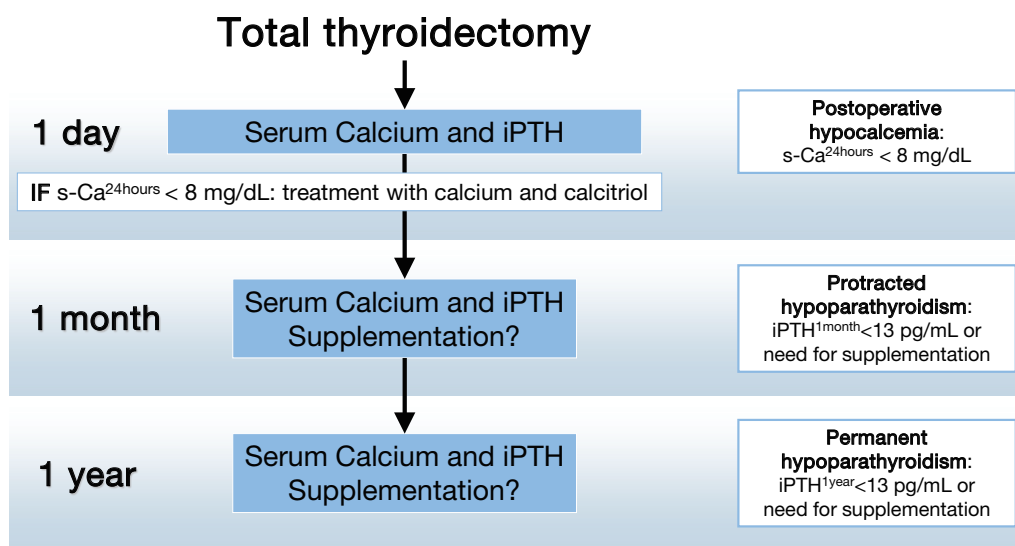 Total thyroidectomy
1 day
Serum Calcium and iPTH
Postoperative
hypocalcemia:
s-Ca24hours < 8 mg/dL
IF s-Ca24hours < 8 mg/dL: treatment with calcium and calcitriol
1 month
Serum Calcium and iPTH
Supplementation?
Protracted
hypoparathyroidism:
iPTH1month<13 pg/mL or
need for supplementation
1 year
Serum Calcium and iPTH
Supplementation?
Permanent
hypoparathyroidism:
iPTH1year<13 pg/mL or
need for supplementation